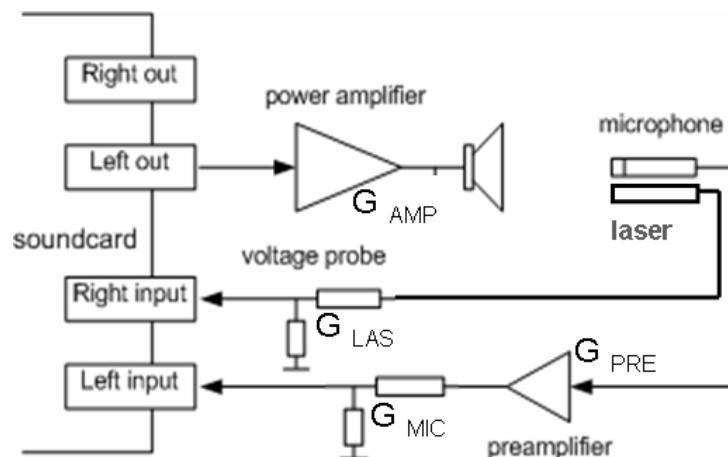 Right out
power amplifier
microphone
Left out
G AMP
laser
soundcard
voltage probe
Right input
G LAS
G PRE
Left input
G MIC
preamplifier